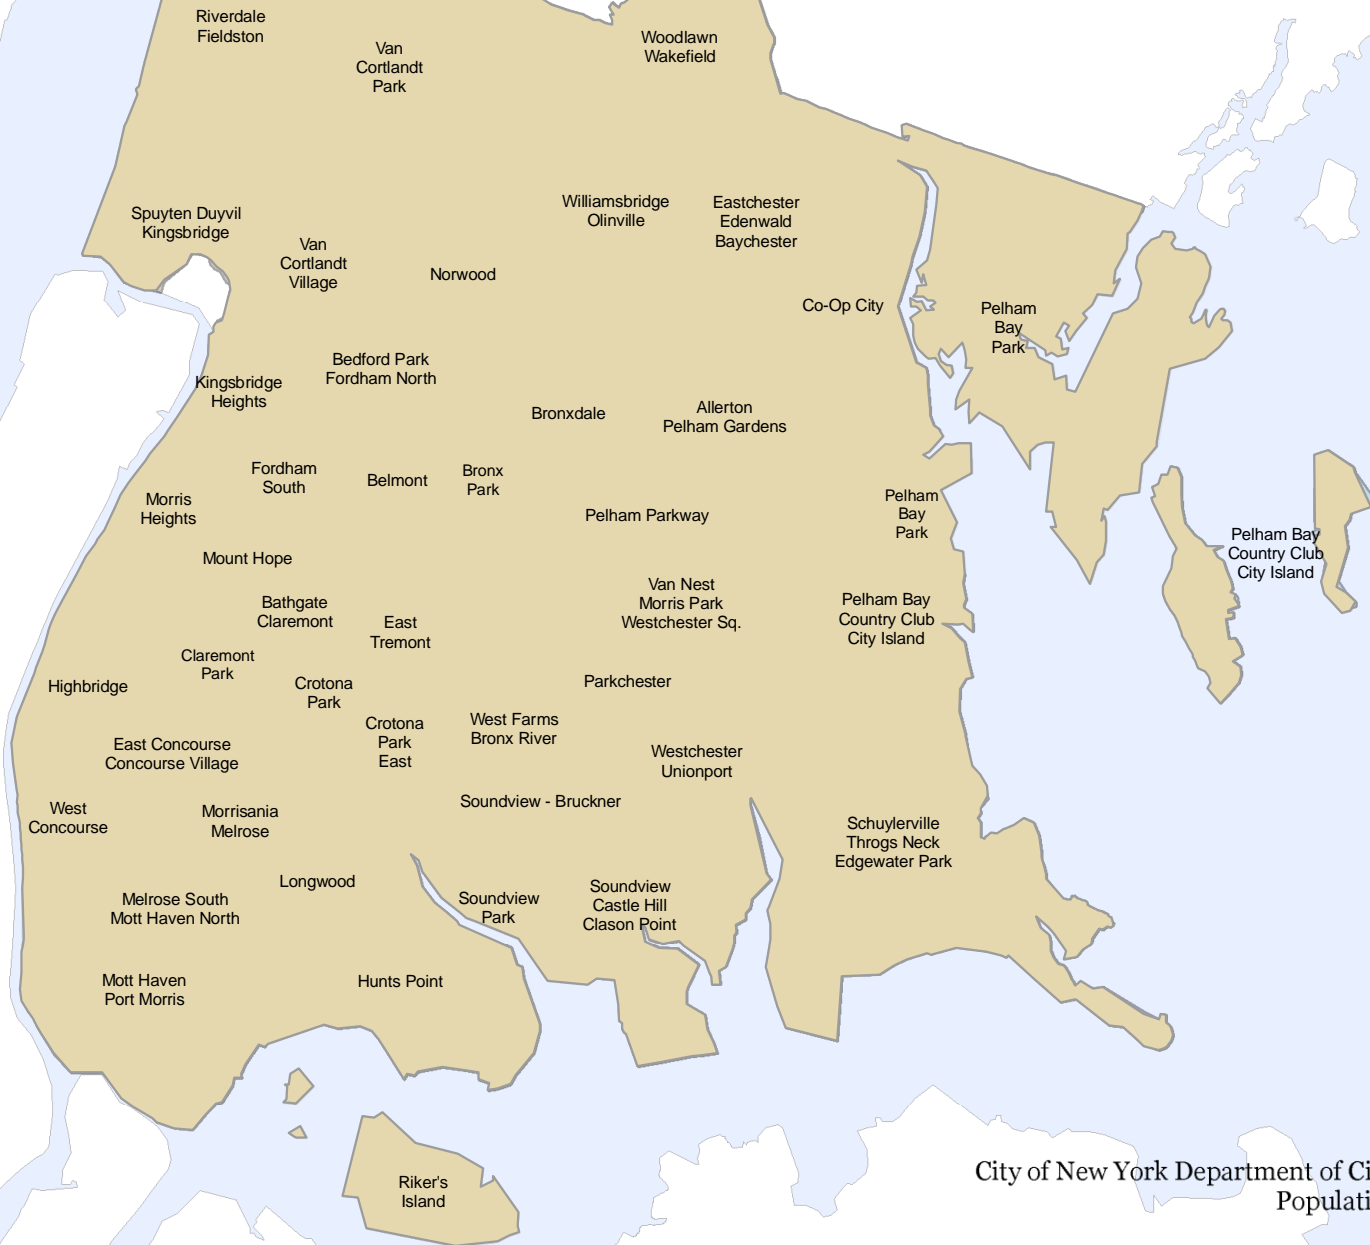 Riverdale
Fieldston
Van
Cortlandt
Park
Woodlawn
Wakefield
Spuyten Duyvil
Kingsbridge
Van
Cortlandt
Village
Norwood
Williamsbridge
Olinville
Eastchester
Edenwald
Baychester
Co-Op City
Pelham
Bay
Park
Kingsbridge
Heights
Bedford Park
Fordham North
Bronxdale
Allerton
Pelham Gardens
Fordham
South
Belmont
Bronx
Park
Morris
Heights
Pelham Parkway
Pelham
Bay
Park
Mount Hope
Pelham Bay
Country Club
City Island
Bathgate
Claremont
East
Tremont
Van Nest
Morris Park
Westchester Sq.
Pelham Bay
Country Club
City Island
Claremont
Park
Highbridge
Crotona
Park
Parkchester
Crotona
Park
East
West Farms
Bronx River
East Concourse
Concourse Village
Westchester
Unionport
West
Concourse
Morrisania
Melrose
Soundview - Bruckner
Schuylerville
Throgs Neck
Edgewater Park
Longwood
Melrose South
Mott Haven North
Soundview
Park
Soundview
Castle Hill
Clason Point
Mott Haven
Port Morris
Hunts Point
Riker's
Island
City of New York Department of Ci
Populati